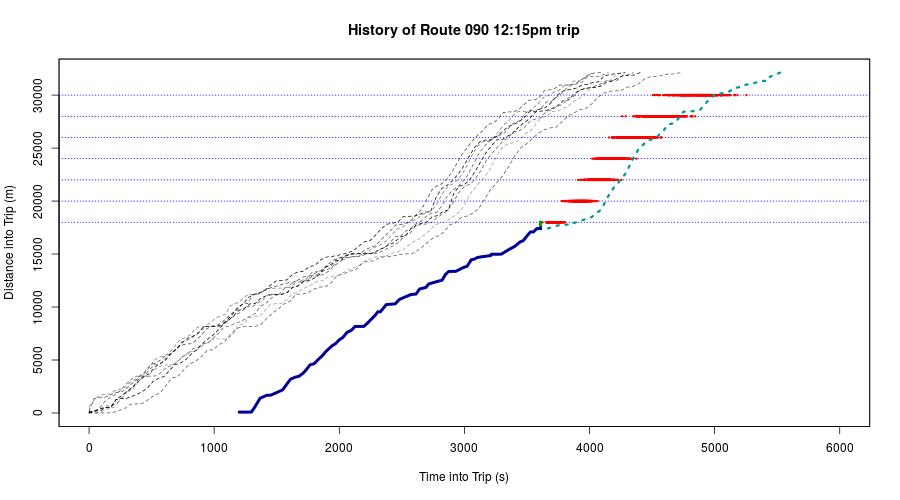 History of Route 090 12:15pm trip
Distance into Trip (m)
30000
25000
20000
15000
10000
5000
0
0 1000 2000 3000 4000 5000 6000
Time into Trip (s)